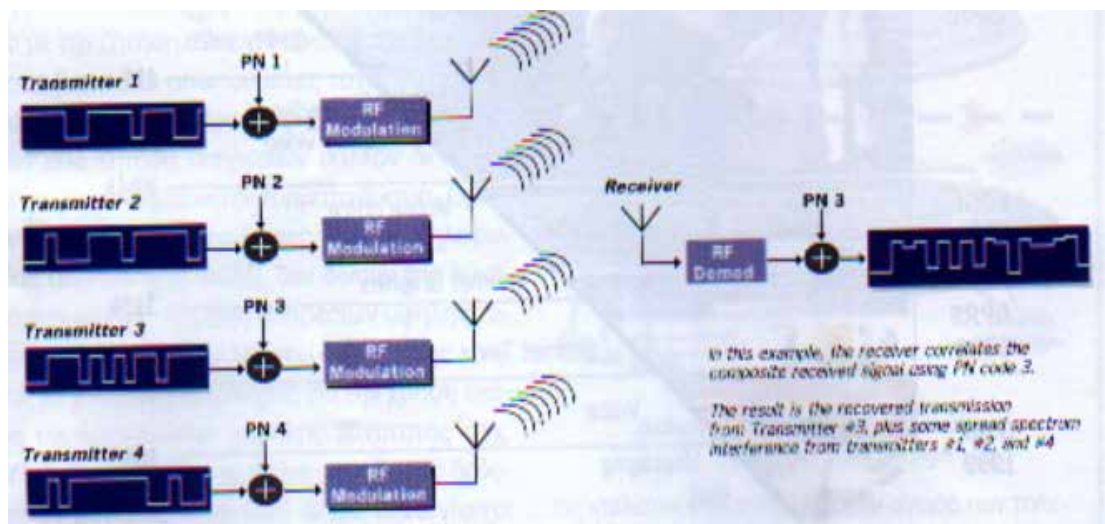 PN 1
Transmitter 1
RF
Modulation
PN 2
Transmitter 2
RF
Modulation
PN 3
Transmitter 3
RF
Modulation
PN 4
Transmitter 4
RF
Modulation
Receiver
PN 3
RF
Demod
In this example, the receiver correlates the
composite received signal using PN code 3.
The result is the recovered transmission
from Transmitter #3, plus some spread spectrum
interference from transmitters #1, #2, and #4